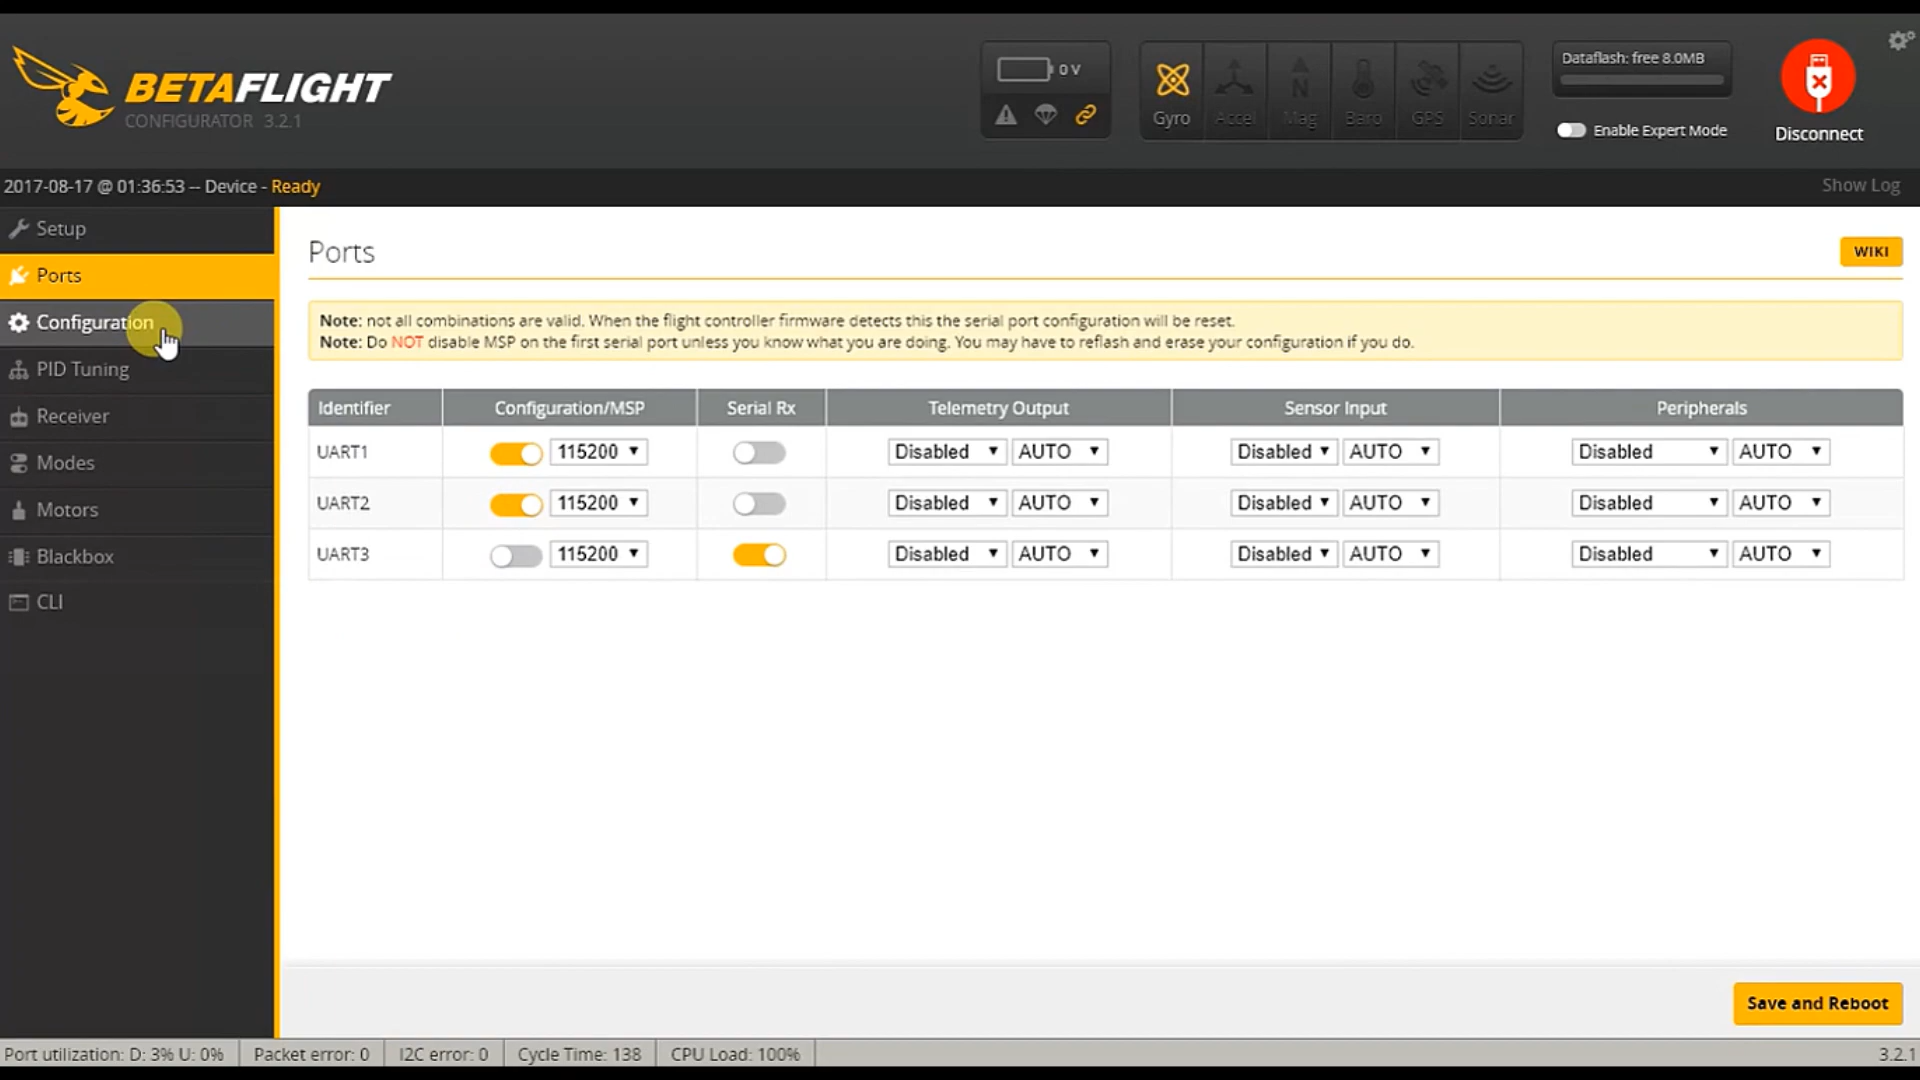 BETAFLIGHT
CONFIGURATOR 3.2.1
0 V
Gyro Accel Mag Baro GPS Sonar
Dataflash: free 8.0MB
Enable Expert Mode
Disconnect
2017-08-17 @ 01:36:53 -- Device - Ready
Show Log
Setup
Ports
Configuration
PID Tuning
Receiver
Modes
Motors
Blackbox
CLI
Ports
WIKI
Note: not all combinations are valid. When the flight controller firmware detects this the serial port configuration will be reset.
Note: Do NOT disable MSP on the first serial port unless you know what you are doing. You may have to reflash and erase your configuration if you do.
Identifier Configuration/MSP Serial Rx Telemetry Output Sensor Input Peripherals
UART1 115200 Disabled AUTO Disabled AUTO Disabled AUTO
UART2 115200 Disabled AUTO Disabled AUTO Disabled AUTO
UART3 115200 Disabled AUTO Disabled AUTO Disabled AUTO
Save and Reboot
Port utilization: D: 3% U: 0% Packet error: 0 I2C error: 0 Cycle Time: 138 CPU Load: 100% 3.2.1